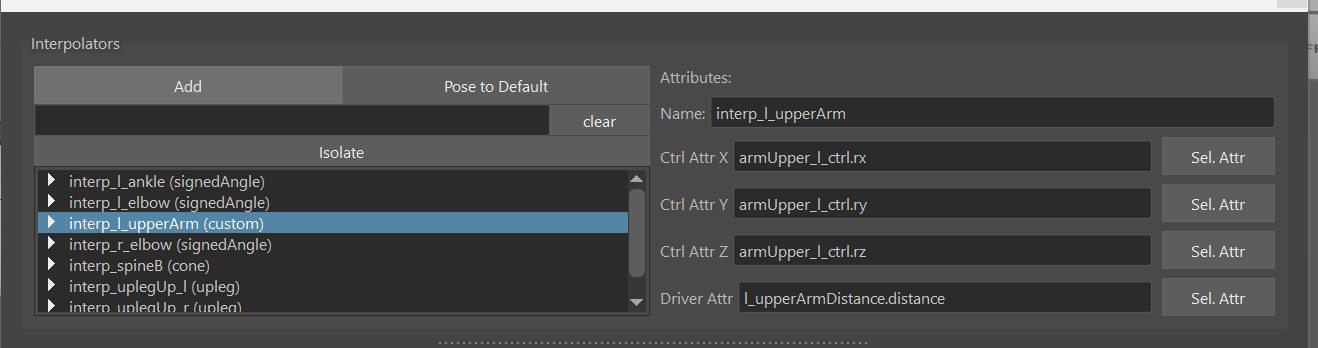 Interpolators
Add
Pose to Default
clear
Isolate
interp_l_ankle (signedAngle)
interp_l_elbow (signedAngle)
interp_l_upperArm (custom)
interp_r_elbow (signedAngle)
interp_spineB (cone)
interp_uplegUp_l (upleg)
interp_uplegUp_r (upleg)
Attributes:
Name: interp_l_upperArm
Ctrl Attr X armUpper_l_ctrl.rx Sel. Attr
Ctrl Attr Y armUpper_l_ctrl.ry Sel. Attr
Ctrl Attr Z armUpper_l_ctrl.rz Sel. Attr
Driver Attr l_upperArmDistance.distance Sel. Attr